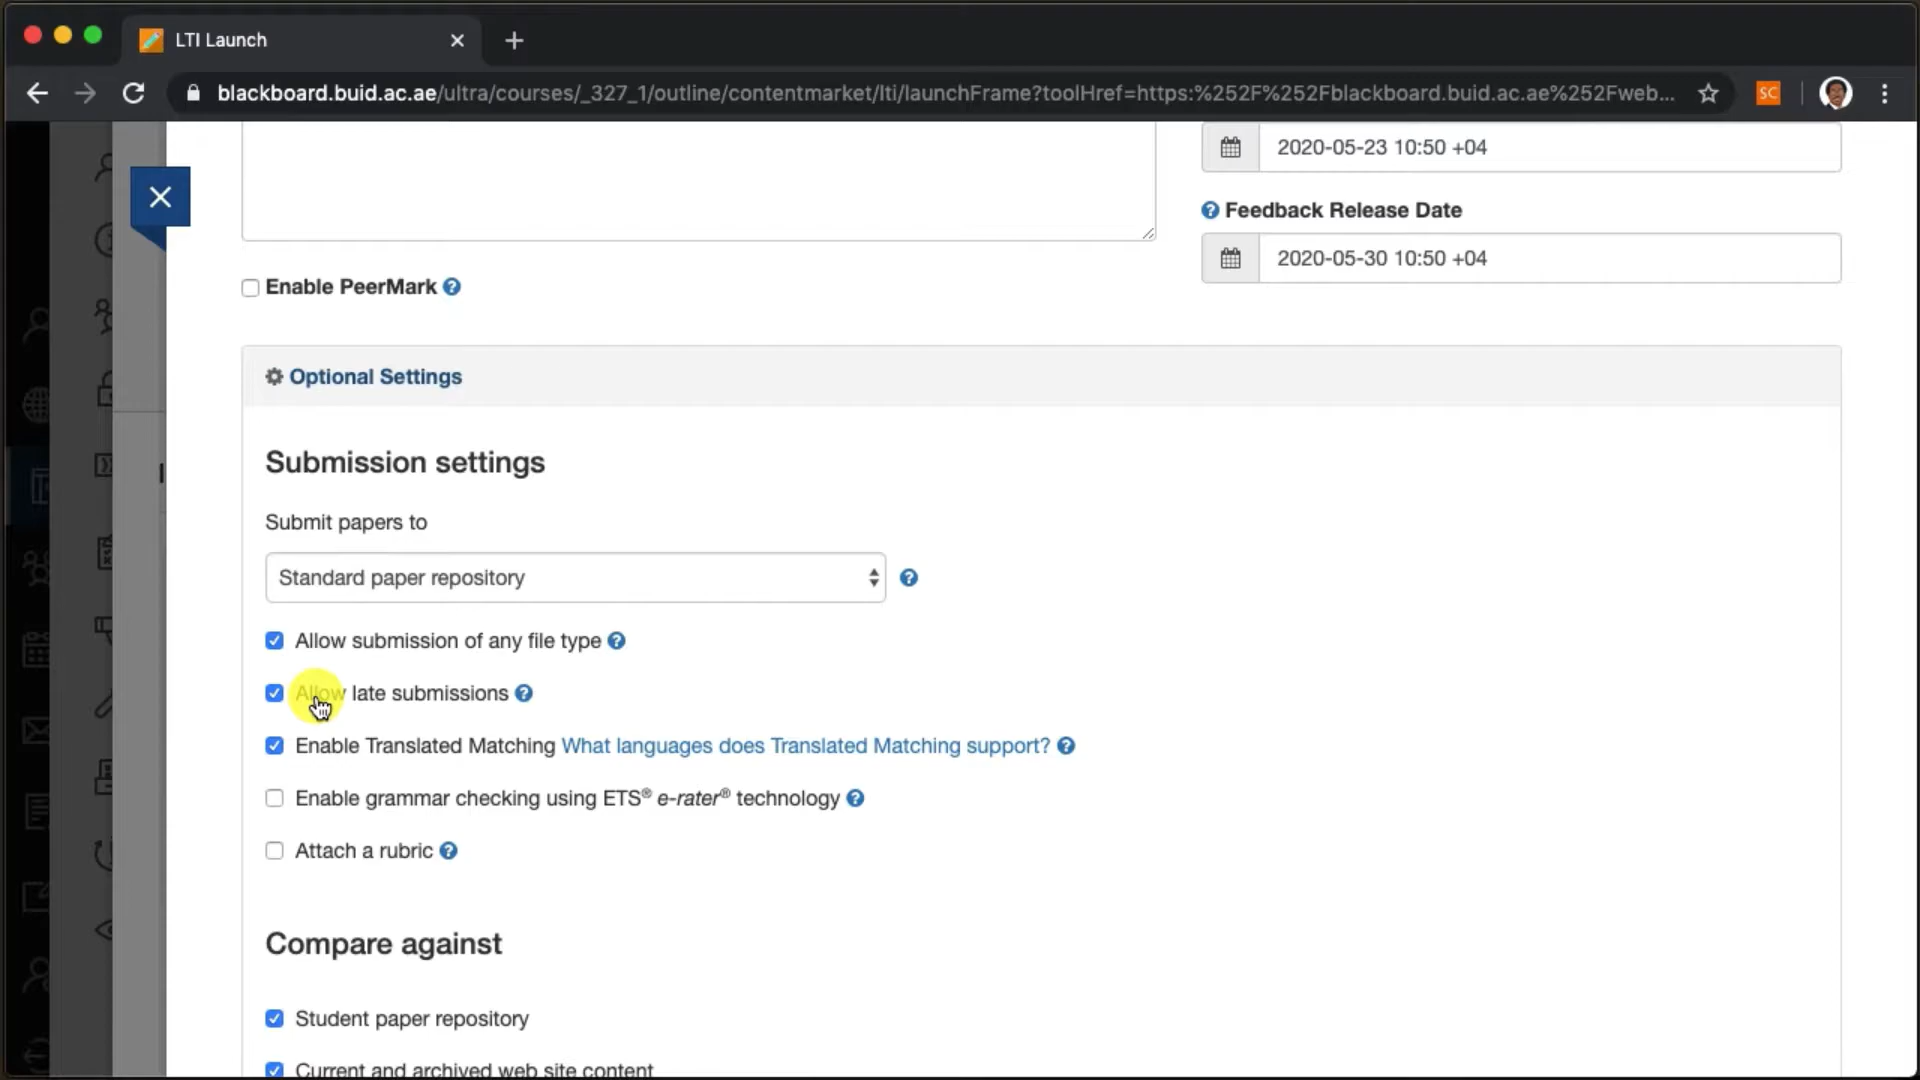 LTI Launch
blackboard.buid.ac.ae/ultra/courses/_327_1/outline/contentmarket/lti/launchFrame?toolHref=https:%252F%252Fblackboard.buid.ac.ae%252Fweb...
SC
2020-05-23 10:50 +04
Feedback Release Date
2020-05-30 10:50 +04
Enable PeerMark
Optional Settings
Submission settings
Submit papers to
Standard paper repository
Allow submission of any file type
Allow late submissions
Enable Translated Matching What languages does Translated Matching support?
Enable grammar checking using ETS® e-rater® technology
Attach a rubric
Compare against
Student paper repository
Current and archived web site content